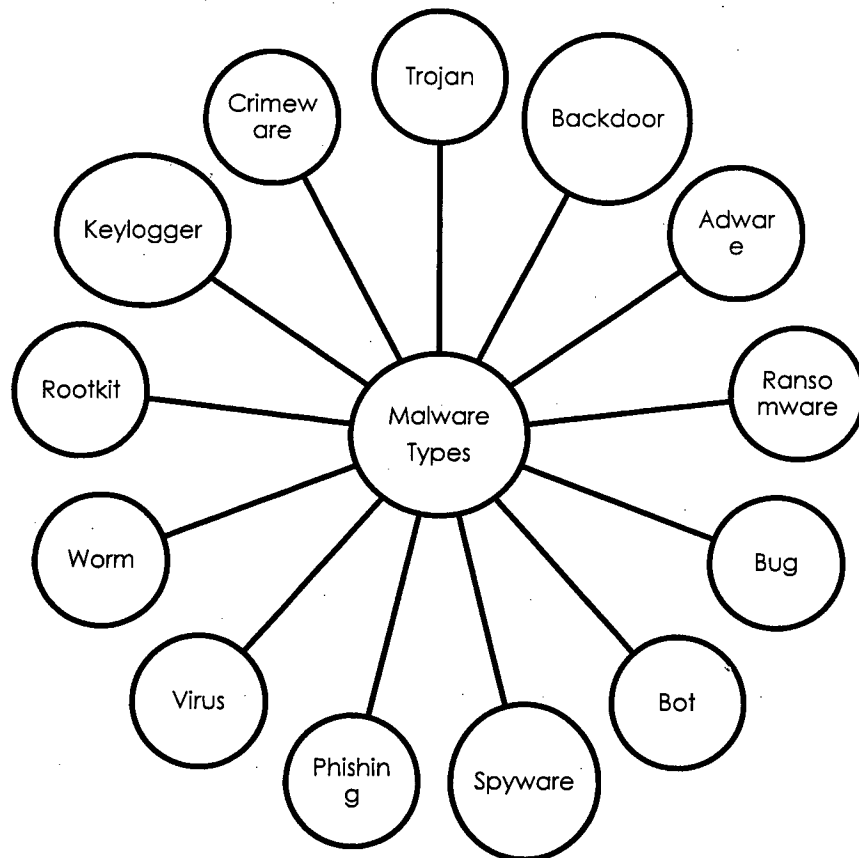 Trojan
Backdoor
Adwar
e
Ranso
mware
Bug
Bot
Spyware
Phishin
g
Virus
Worm
Rootkit
Keylogger
Crimew
are
Malware
Types